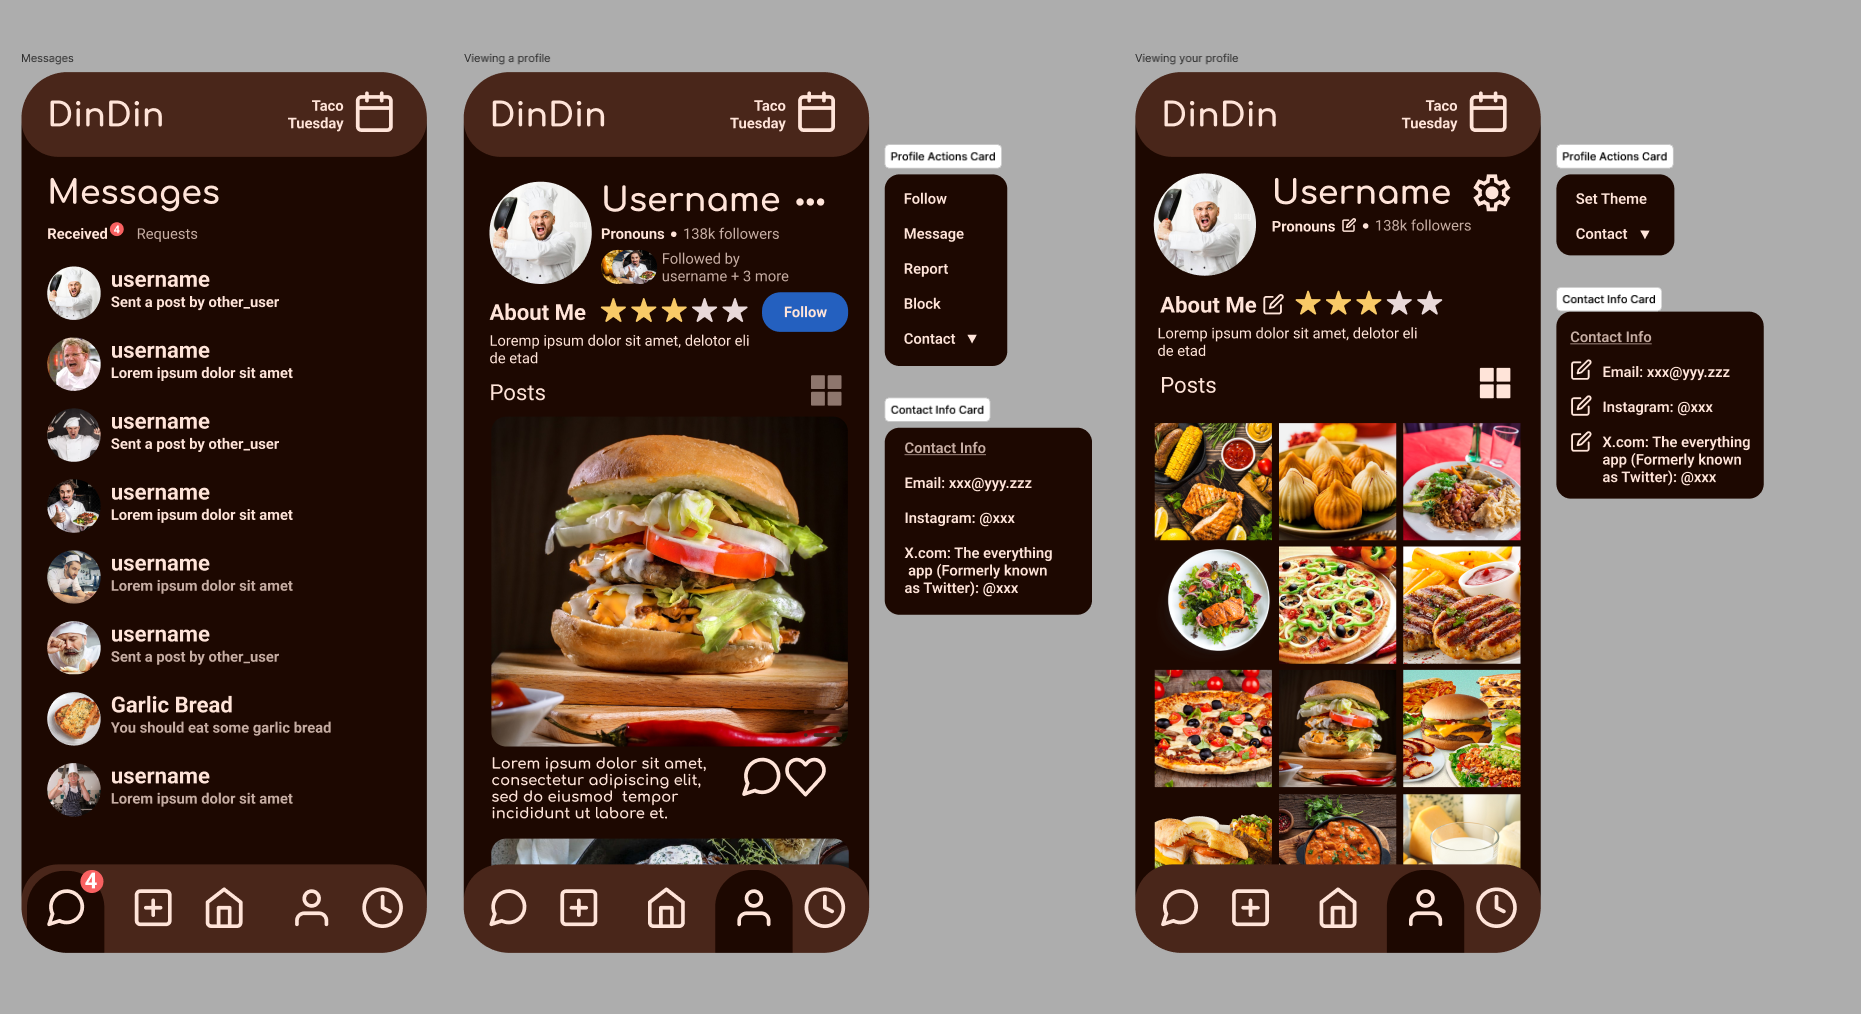 Messages
DinDin
Taco
Tuesday
Messages
Received 4
Requests
username
Sent a post by other_user
username
Lorem ipsum dolor sit amet
username
Sent a post by other_user
username
Lorem ipsum dolor sit amet
username
Lorem ipsum dolor sit amet
username
Sent a post by other_user
Garlic Bread
You should eat some garlic bread
username
Lorem ipsum dolor sit amet
4
Viewing a profile
DinDin
Taco
Tuesday
Username •••
Pronouns • 138k followers
Followed by
username + 3 more
About Me
Follow
Loremp ipsum dolor sit amet, delotor eli
de etad
Posts
Lorem ipsum dolor sit amet,
consectetur adipiscing elit,
sed do eiusmod tempor
incididunt ut labore et.
Profile Actions Card
Follow
Message
Report
Block
Contact ▼
Contact Info Card
Contact Info
Email: xxx@yyy.zzz
Instagram: @xxx
X.com: The everything
app (Formerly known
as Twitter): @xxx
Viewing your profile
DinDin
Taco
Tuesday
Username
Pronouns • 138k followers
About Me
Loremp ipsum dolor sit amet, delotor eli
de etad
Posts
Profile Actions Card
Set Theme
Contact ▼
Contact Info Card
Contact Info
Email: xxx@yyy.zzz
Instagram: @xxx
X.com: The everything
app (Formerly known
as Twitter): @xxx